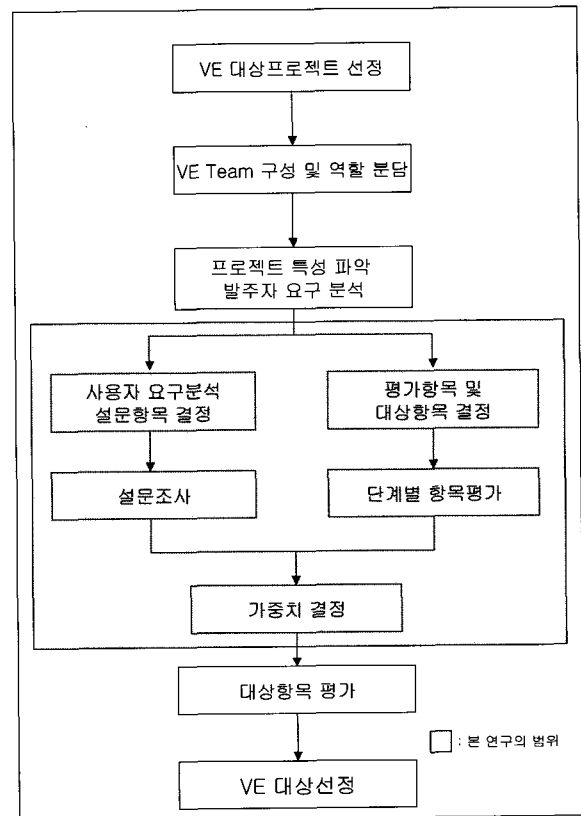 VE 대상프로젝트 선정
VE Team 구성 및 역할 분담
프로젝트 특성 파악
발주자 요구 분석
사용자 요구분석
설문항목 결정
평가항목 및
대상항목 결정
설문조사
단계별 항목평가
가중치 결정
대상항목 평가
: 본 연구의 범위
VE 대상선정